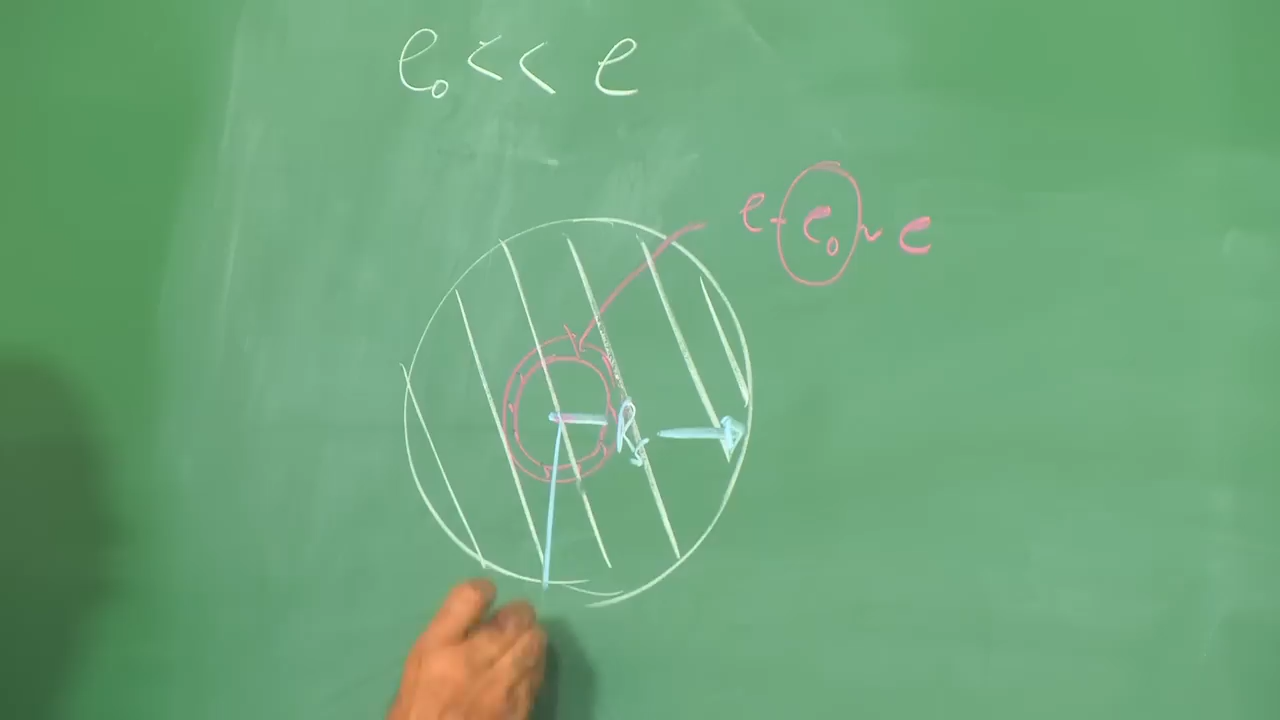 e₀ << e
e - e₀ ~ e
R_s